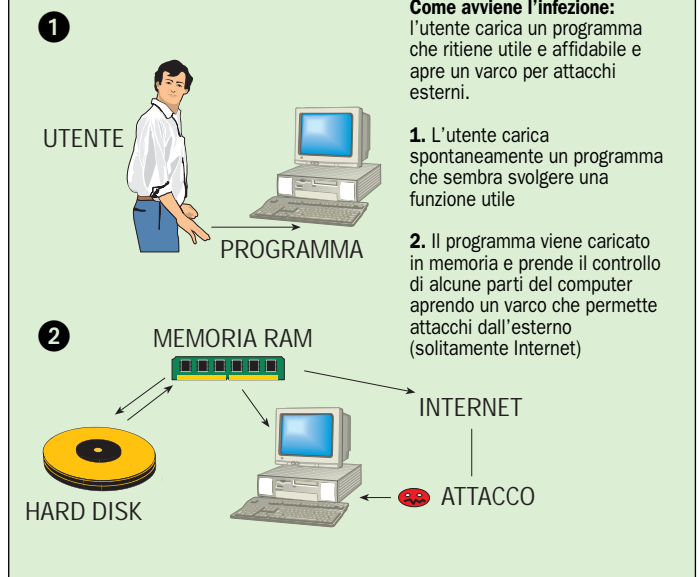 Come avviene l'infezione:
l'utente carica un programma
che ritiene utile e affidabile e
apre un varco per attacchi
esterni.
1. L'utente carica
spontaneamente un programma
che sembra svolgere una
funzione utile
2. Il programma viene caricato
in memoria e prende il controllo
di alcune parti del computer
aprendo un varco che permette
attacchi dall'esterno
(solitamente Internet)
1
UTENTE
PROGRAMMA
2
MEMORIA RAM
INTERNET
ATTACCO
HARD DISK